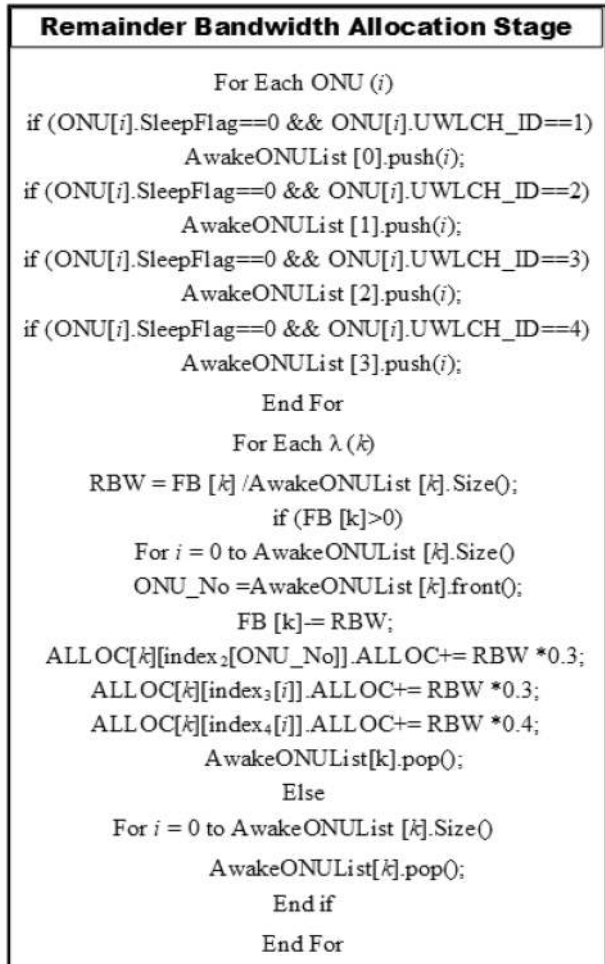 Remainder Bandwidth Allocation Stage
For Each ONU (i)
if (ONU[i].SleepFlag==0 && ONU[i].UWLCH_ID==1)
AwakeONUList [0].push(i);
if (ONU[i].SleepFlag==0 && ONU[i].UWLCH_ID==2)
AwakeONUList [1].push(i);
if (ONU[i].SleepFlag==0 && ONU[i].UWLCH_ID==3)
AwakeONUList [2].push(i);
if (ONU[i].SleepFlag==0 && ONU[i].UWLCH_ID==4)
AwakeONUList [3].push(i);
End For
For Each λ (k)
RBW = FB [k] /AwakeONUList [k].Size();
if (FB [k]>0)
For i = 0 to AwakeONUList [k].Size()
ONU_No =AwakeONUList [k].front();
FB [k]-= RBW;
ALLOC[k][index₂[ONU_No]].ALLOC+= RBW *0.3;
ALLOC[k][index₃[i]].ALLOC+= RBW *0.3;
ALLOC[k][index₄[i]].ALLOC+= RBW *0.4;
AwakeONUList[k].pop();
Else
For i = 0 to AwakeONUList [k].Size()
AwakeONUList[k].pop();
End if
End For